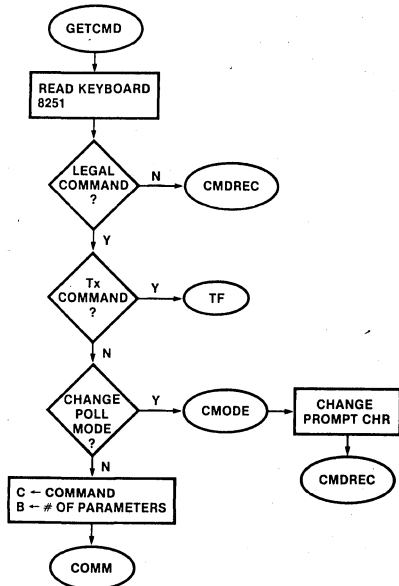 GETCMD
READ KEYBOARD
8251
LEGAL
COMMAND
?
N
CMDREC
Y
Tx
COMMAND
?
Y
TF
N
CHANGE
POLL
MODE
?
Y
CMODE
CHANGE
PROMPT CHR
CMDREC
N
C ← COMMAND
B ← # OF PARAMETERS
COMM